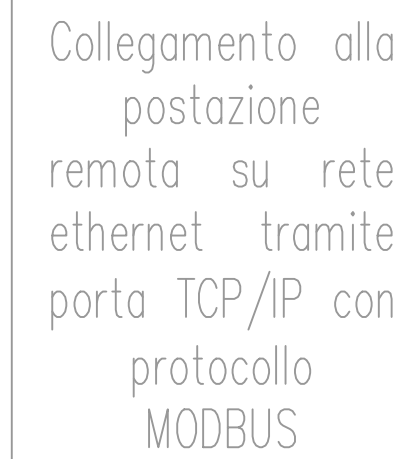 Collegamento alla
postazione
remota su rete
ethernet tramite
porta TCP/IP con
protocollo
MODBUS